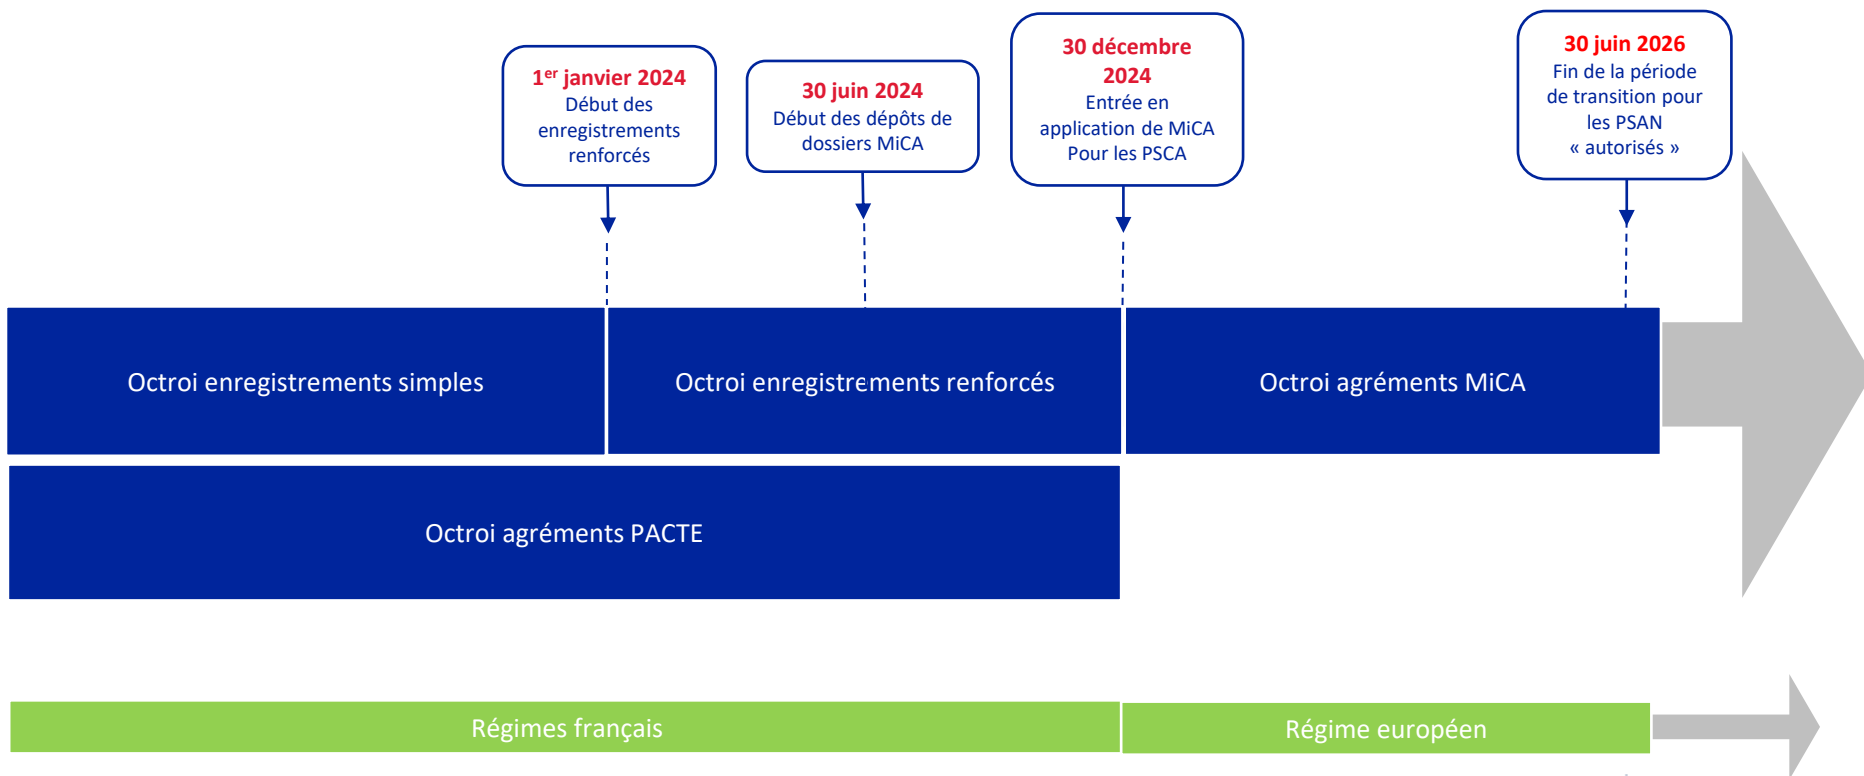 1er janvier 2024
Début des
enregistrements
renforcés
30 juin 2024
Début des dépôts de
dossiers MiCA
30 décembre
2024
Entrée en
application de MiCA
Pour les PSCA
30 juin 2026
Fin de la période
de transition pour
les PSAN
« autorisés »
Octroi enregistrements simples
Octroi enregistrements renforcés
Octroi agréments MiCA
Octroi agréments PACTE
Régimes français
Régime européen